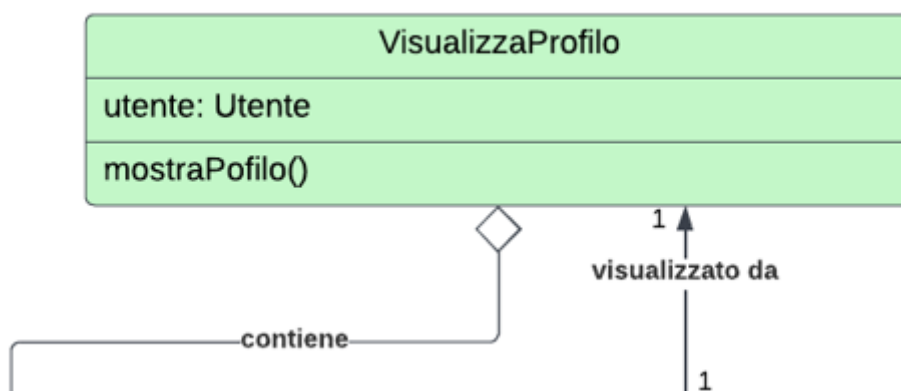 VisualizzaProfilo
utente: Utente
mostraPofilo()
1
visualizzato da
contiene
1